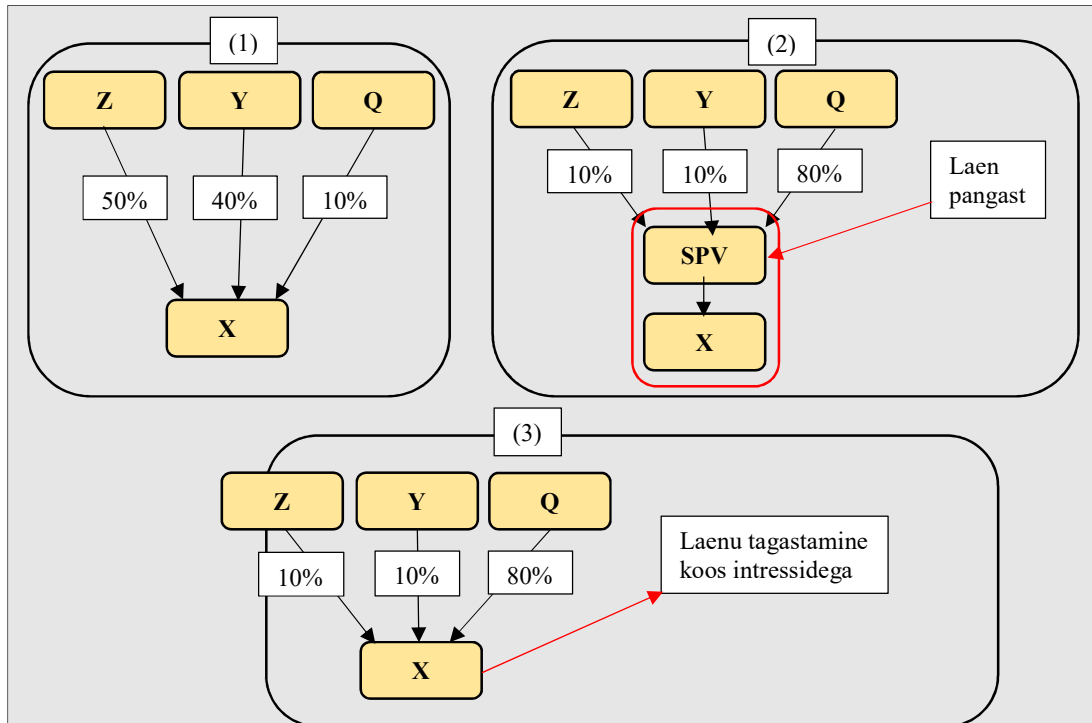 (1)
Z Y Q
50% 40% 10%
X
(2)
Z Y Q
10% 10% 80%
Laen
pangast
SPV
X
(3)
Z Y Q
10% 10% 80%
Laenu tagastamine
koos intressidega
X